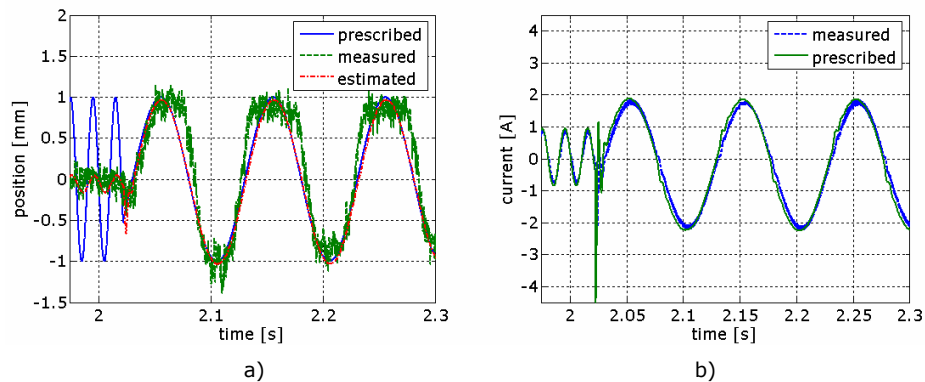 2
1.5
1
0.5
0
-0.5
-1
-1.5
position [mm]
prescribed
measured
estimated
2
2.1
2.2
2.3
time [s]
a)
4
3
2
1
0
-1
-2
-3
-4
current [A]
measured
prescribed
2
2.05
2.1
2.15
2.2
2.25
2.3
time [s]
b)